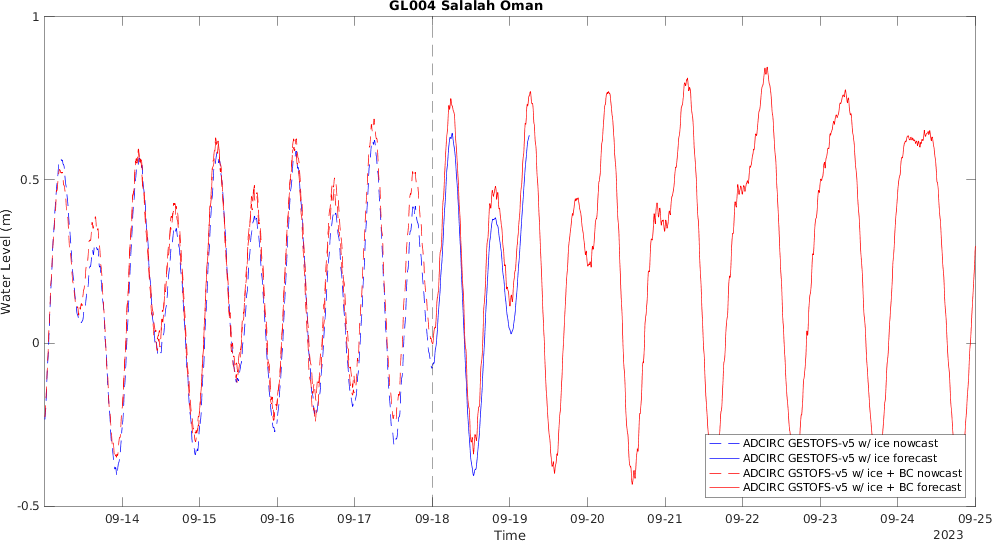 GL004 Salalah Oman
1
0.5
0
-0.5
Water Level (m)
ADCIRC GESTOFS-v5 w/ ice nowcast
ADCIRC GESTOFS-v5 w/ ice forecast
ADCIRC GSTOFS-v5 w/ ice + BC nowcast
ADCIRC GSTOFS-v5 w/ ice + BC forecast
09-14 09-15 09-16 09-17 09-18 09-19 09-20 09-21 09-22 09-23 09-24 09-25
Time
2023